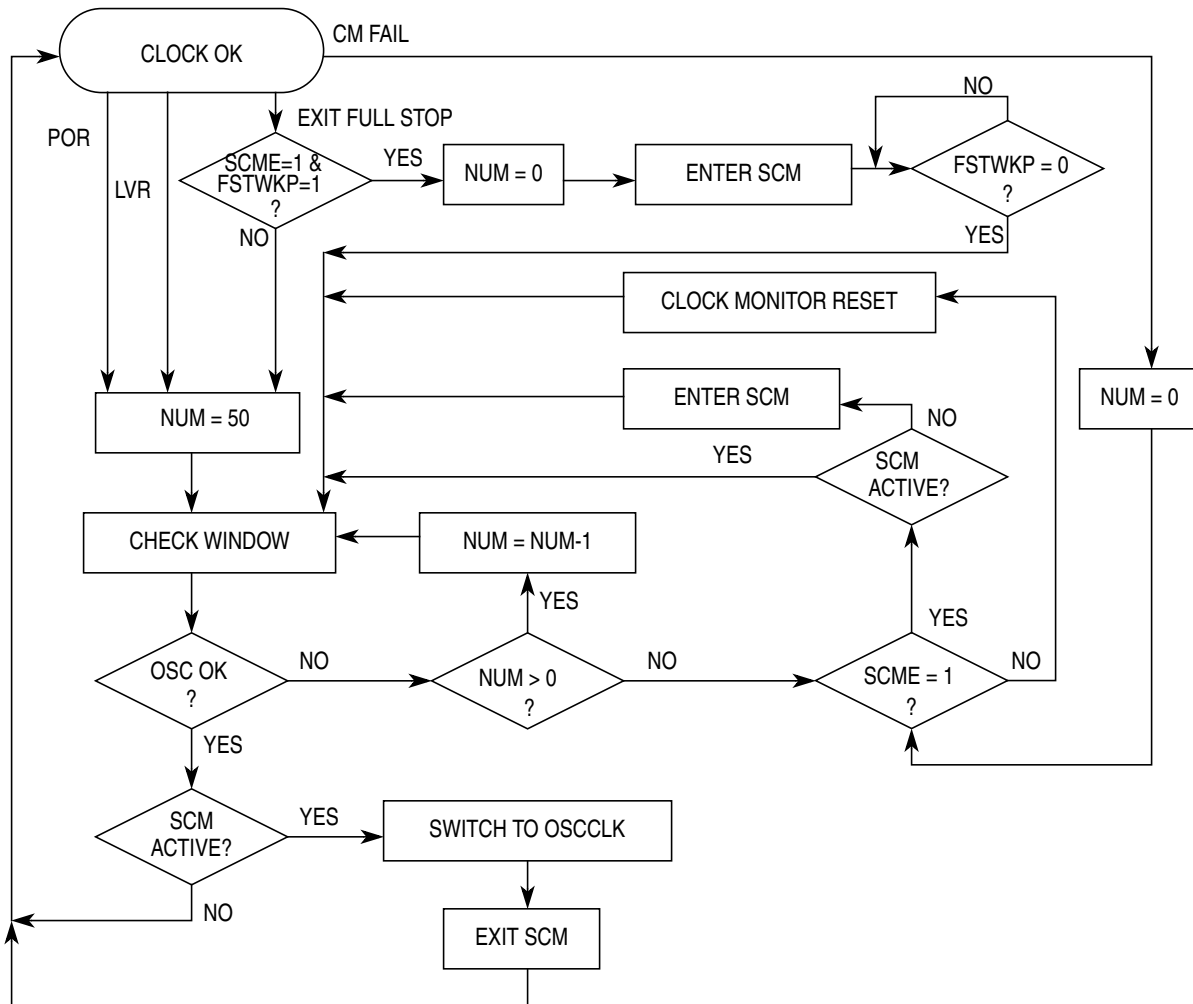 CM FAIL
CLOCK OK
POR
LVR
EXIT FULL STOP
SCME=1 &
FSTWKP=1
?
YES
NO
NUM = 0
ENTER SCM
NO
FSTWKP = 0
?
YES
CLOCK MONITOR RESET
ENTER SCM
NUM = 0
NUM = 50
NO
YES
SCM
ACTIVE?
CHECK WINDOW
NUM = NUM-1
YES
YES
OSC OK
?
NO
NUM > 0
?
NO
SCME = 1
?
NO
YES
SCM
ACTIVE?
YES
SWITCH TO OSCCLK
NO
EXIT SCM